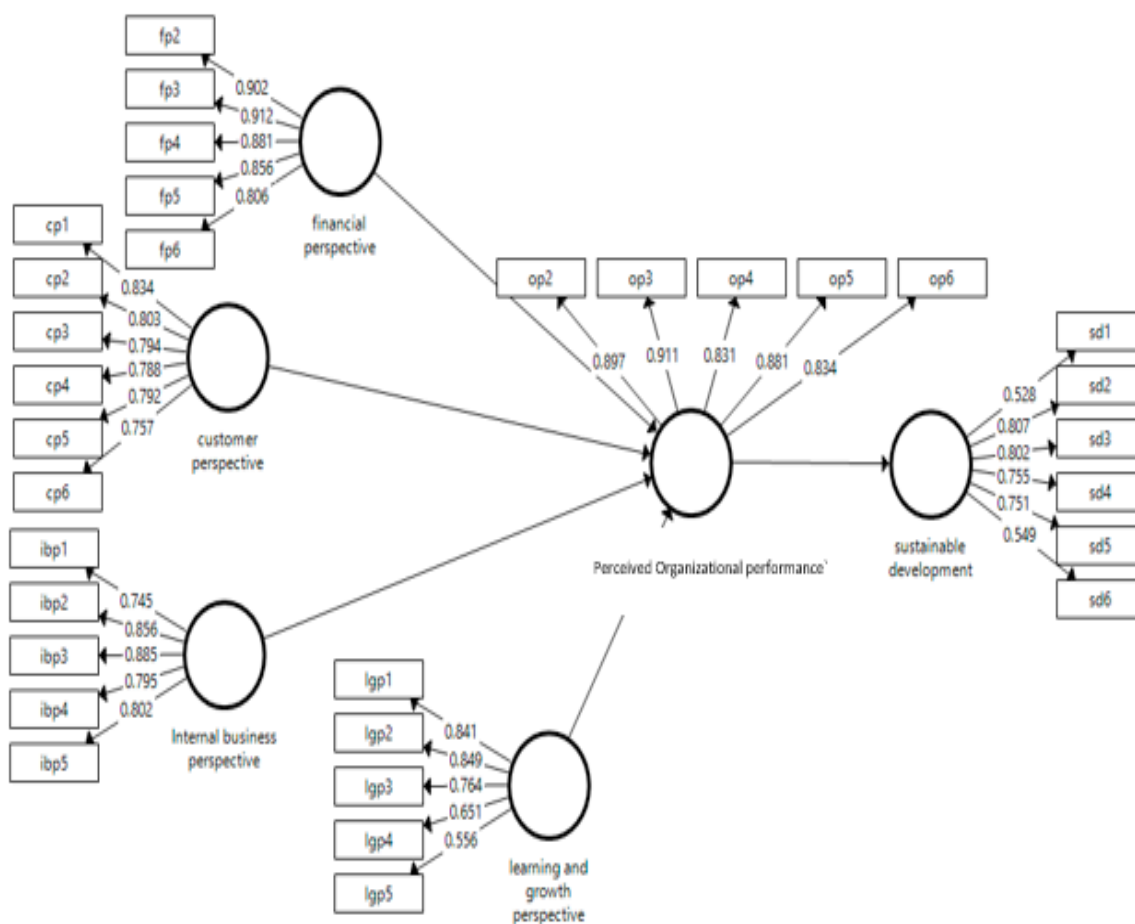 fp2
fp3
fp4
fp5
fp6
0.902
0.912
0.881
0.856
0.806
financial
perspective
cp1
cp2
cp3
cp4
cp5
cp6
0.834
0.803
0.794
0.788
0.792
0.757
customer
perspective
ibp1
ibp2
ibp3
ibp4
ibp5
0.745
0.856
0.885
0.795
0.802
Internal business
perspective
lgp1
lgp2
lgp3
lgp4
lgp5
0.841
0.849
0.764
0.651
0.556
learning and
growth
perspective
op2
op3
op4
op5
op6
0.897
0.911
0.831
0.881
0.834
Perceived Organizational performance`
sd1
sd2
sd3
sd4
sd5
sd6
0.528
0.807
0.802
0.755
0.751
0.549
sustainable
development